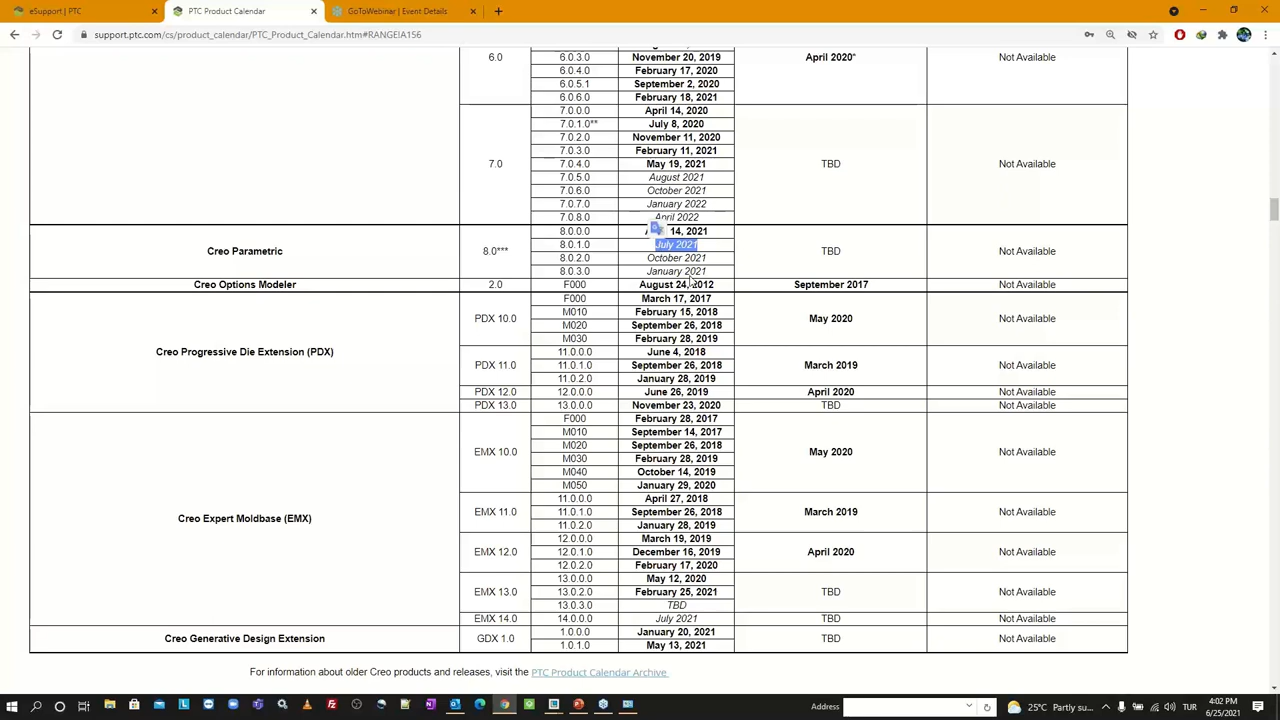 eSupport | PTC
PTC Product Calendar
GoToWebinar | Event Details
support.ptc.com/cs/product_calendar/PTC_Product_Calendar.htm#RANGE!A156
6.0
6.0.3.0 November 20, 2019 April 2020* Not Available
6.0.4.0 February 17, 2020
6.0.5.1 September 2, 2020
6.0.6.0 February 18, 2021
7.0.0.0 April 14, 2020
7.0.1.0** July 8, 2020
7.0.2.0 November 11, 2020
7.0.3.0 February 11, 2021
7.0 7.0.4.0 May 19, 2021 TBD Not Available
7.0.5.0 August 2021
7.0.6.0 October 2021
7.0.7.0 January 2022
7.0.8.0 April 2022
8.0.0.0 14, 2021
8.0.1.0 July 2021
Creo Parametric 8.0*** TBD Not Available
8.0.2.0 October 2021
8.0.3.0 January 2021
Creo Options Modeler 2.0 F000 August 24, 2012 September 2017 Not Available
F000 March 17, 2017
M010 February 15, 2018
PDX 10.0 May 2020 Not Available
M020 September 26, 2018
M030 February 28, 2019
Creo Progressive Die Extension (PDX)
11.0.0.0 June 4, 2018
PDX 11.0 11.0.1.0 September 26, 2018 March 2019 Not Available
11.0.2.0 January 28, 2019
PDX 12.0 12.0.0.0 June 26, 2019 April 2020 Not Available
PDX 13.0 13.0.0.0 November 23, 2020 TBD Not Available
F000 February 28, 2017
M010 September 14, 2017
M020 September 26, 2018
EMX 10.0 May 2020 Not Available
M030 February 28, 2019
M040 October 14, 2019
M050 January 29, 2020
11.0.0.0 April 27, 2018
EMX 11.0 11.0.1.0 September 26, 2018 March 2019 Not Available
Creo Expert Moldbase (EMX)
11.0.2.0 January 28, 2019
12.0.0.0 March 19, 2019
EMX 12.0 12.0.1.0 December 16, 2019 April 2020 Not Available
12.0.2.0 February 17, 2020
13.0.0.0 May 12, 2020
EMX 13.0 13.0.2.0 February 25, 2021 TBD Not Available
13.0.3.0 TBD
EMX 14.0 14.0.0.0 July 2021 TBD Not Available
1.0.0.0 January 20, 2021
Creo Generative Design Extension GDX 1.0 TBD Not Available
1.0.1.0 May 13, 2021
For information about older Creo products and releases, visit the PTC Product Calendar Archive
Address
25°C Partly su...
TUR
4:02 PM
6/25/2021